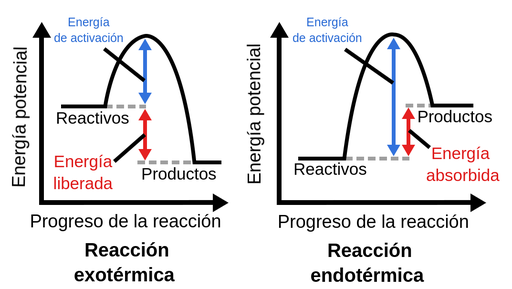 Energía
de activación
Energía potencial
Reactivos
Energía
liberada
Productos
Progreso de la reacción
Reacción
exotérmica
Energía
de activación
Energía potencial
Productos
Energía
absorbida
Reactivos
Progreso de la reacción
Reacción
endotérmica